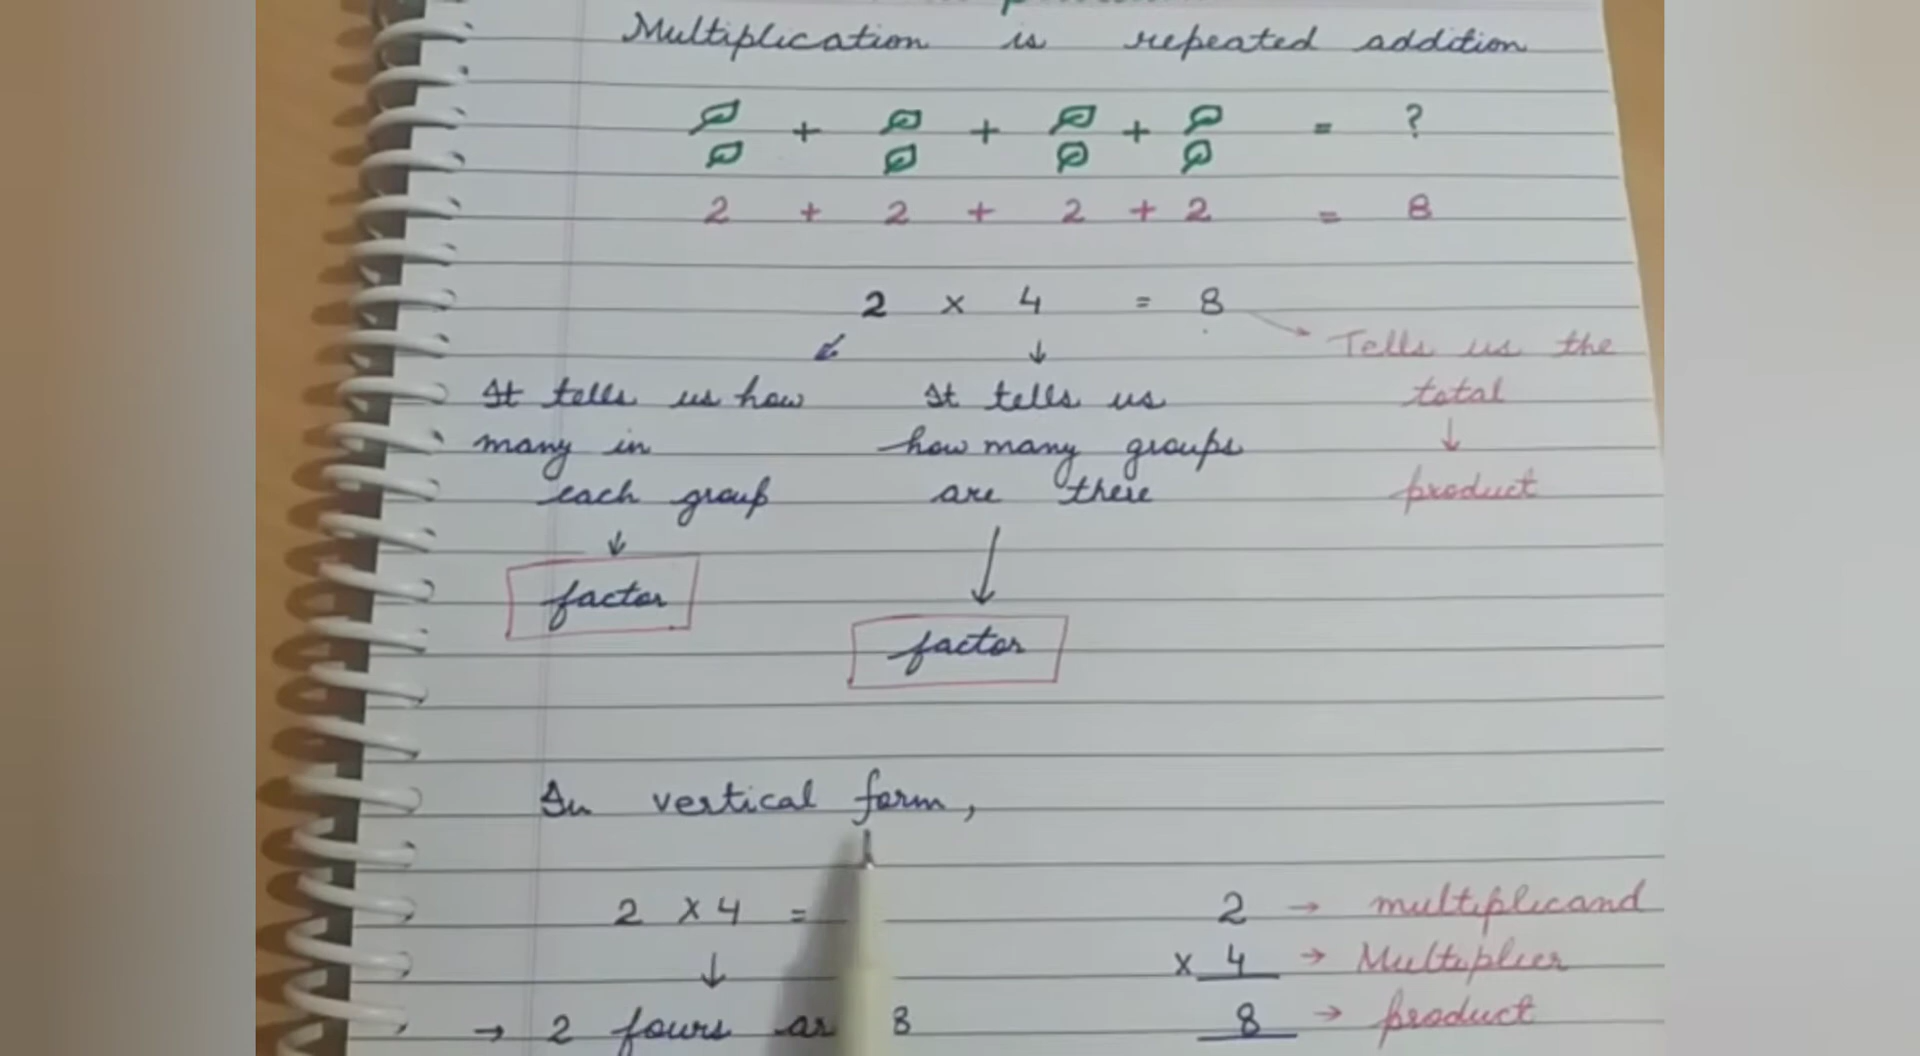 Multiplication is repeated addition
+ + + = ?
2 + 2 + 2 + 2 = 8
2 x 4 = 8
Tells us the
total
↓
product
↙
It tells us how
many in
each group
↓
factor
↓
It tells us
how many groups
are there
↓
factor
In vertical form,
2 x 4 =
↓
→ 2 fours 8
2 → multiplicand
x 4 → Multiplier
8 → product